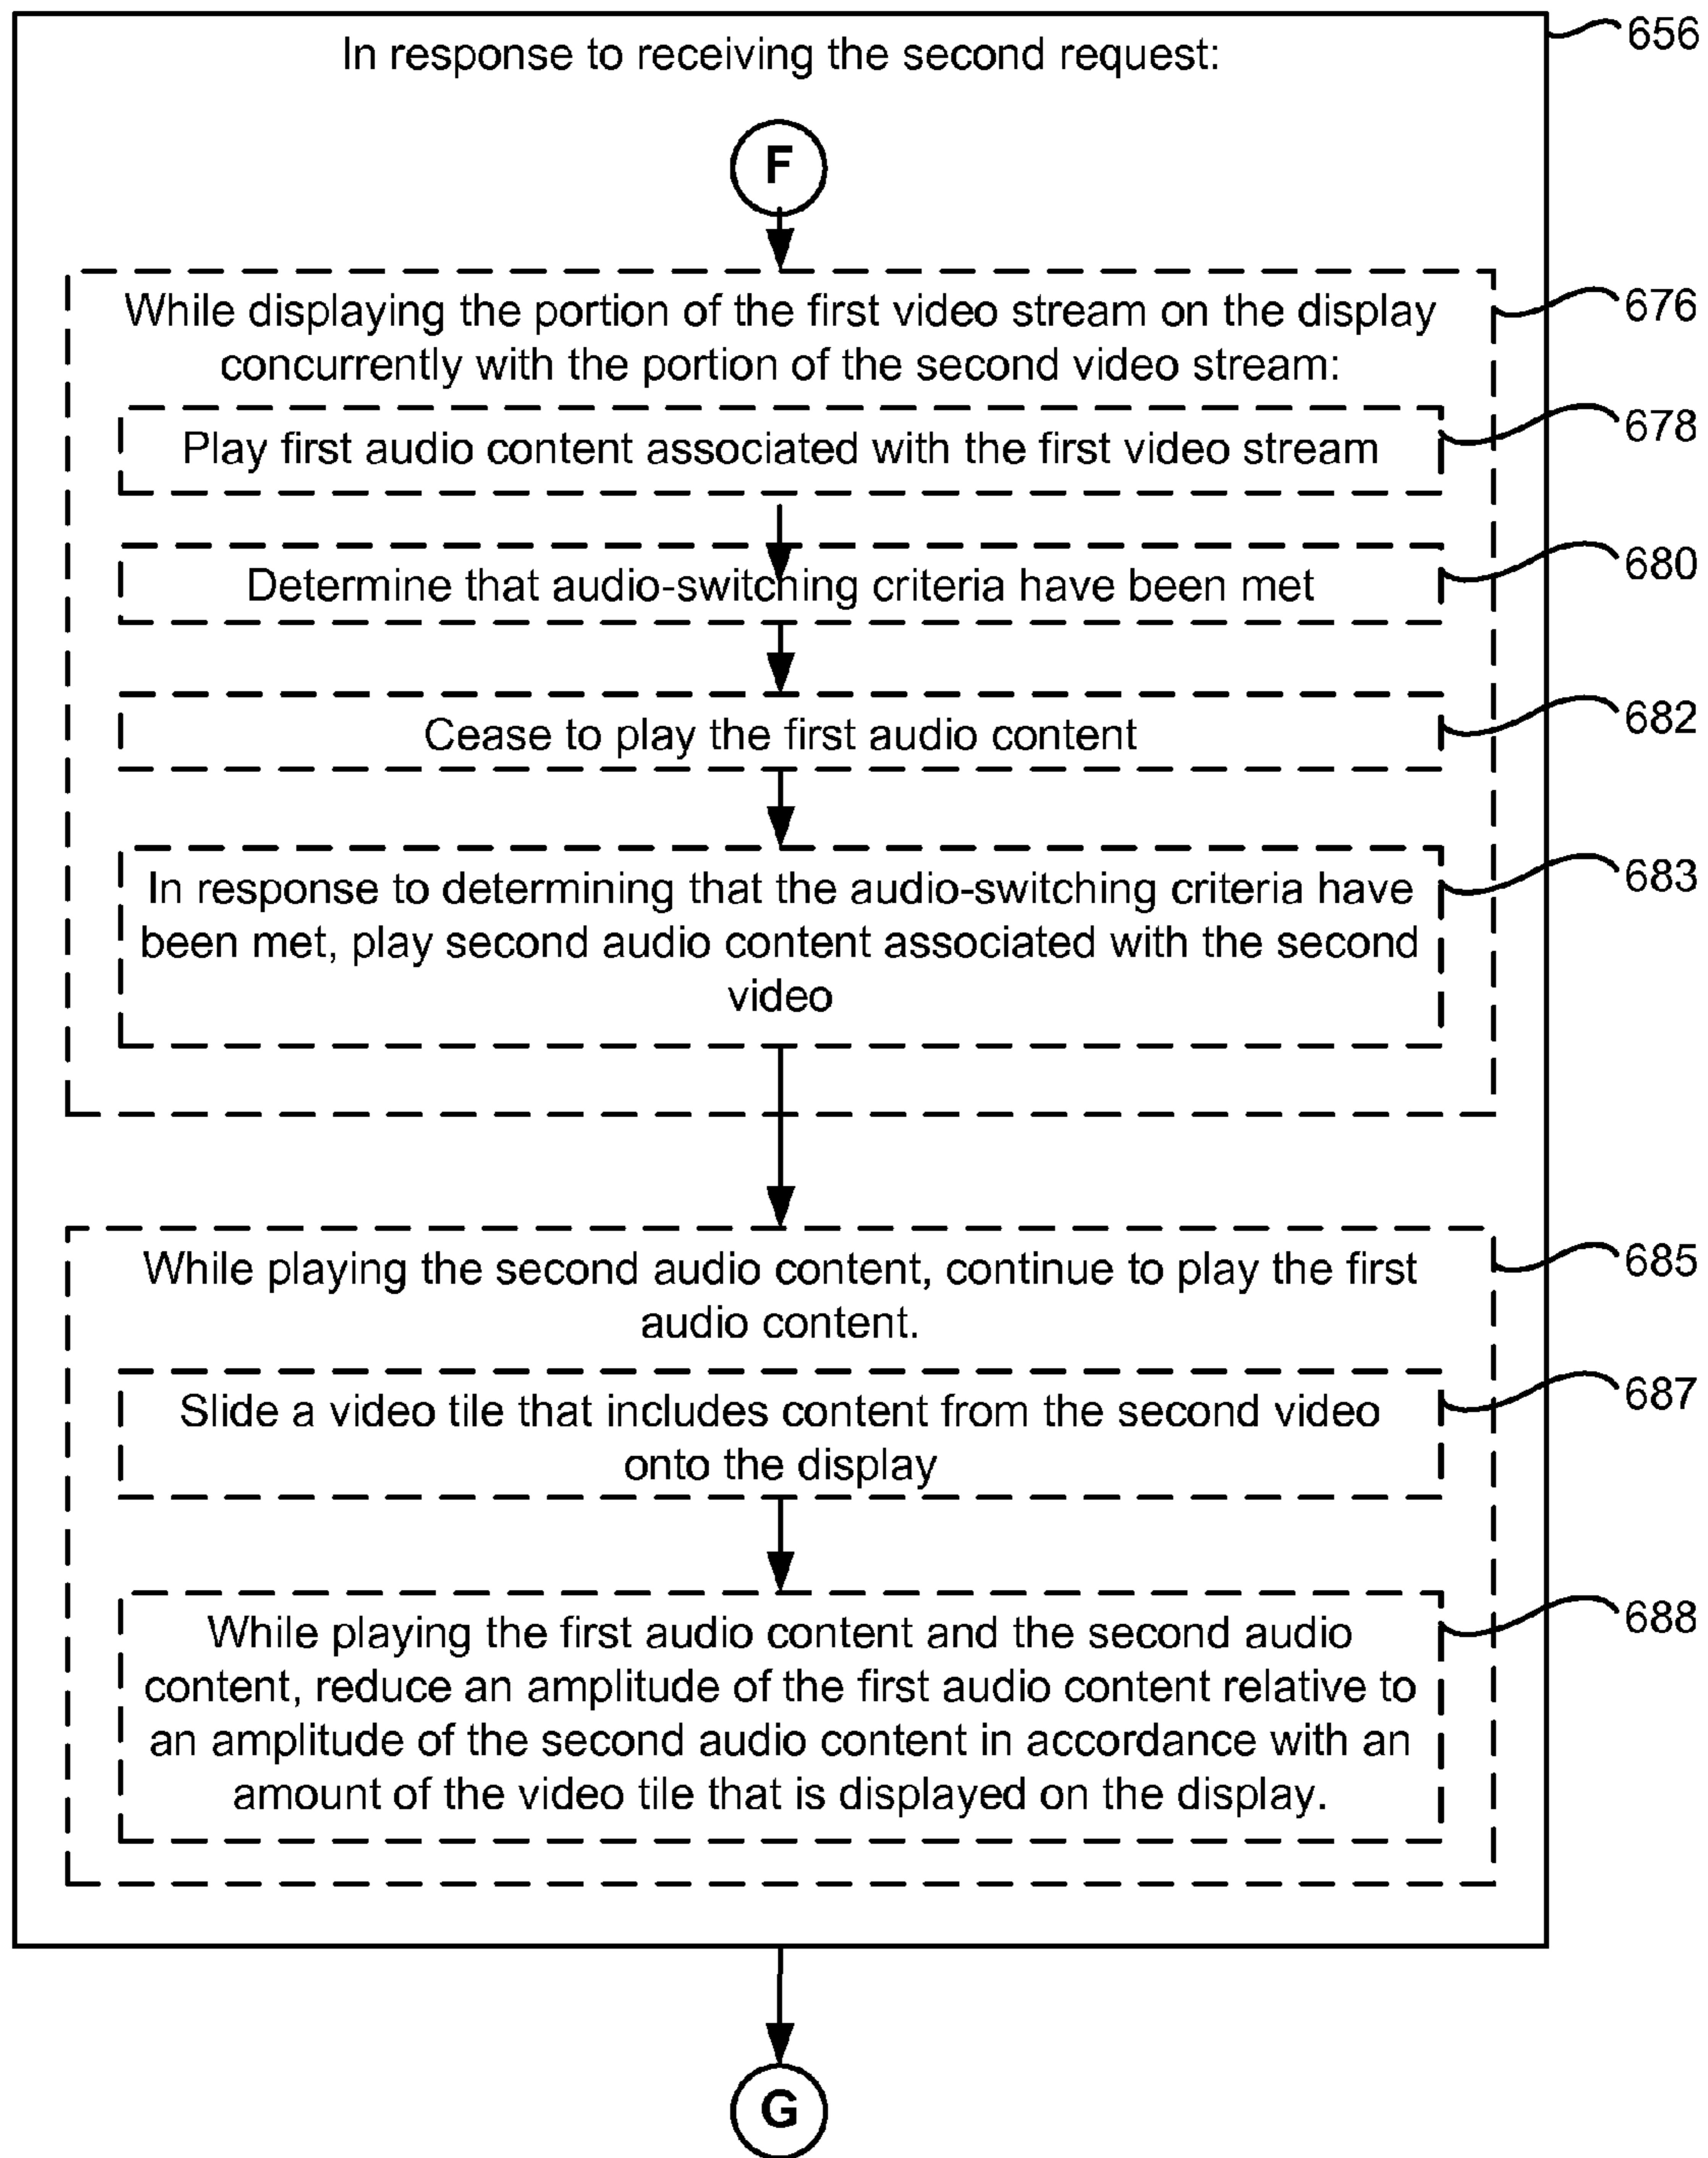 In response to receiving the second request:
656
F
While displaying the portion of the first video stream on the display
concurrently with the portion of the second video stream:
676
Play first audio content associated with the first video stream
678
Determine that audio-switching criteria have been met
680
Cease to play the first audio content
682
In response to determining that the audio-switching criteria have
been met, play second audio content associated with the second
video
683
While playing the second audio content, continue to play the first
audio content.
685
Slide a video tile that includes content from the second video
onto the display
687
While playing the first audio content and the second audio
content, reduce an amplitude of the first audio content relative to
an amplitude of the second audio content in accordance with an
amount of the video tile that is displayed on the display.
688
G